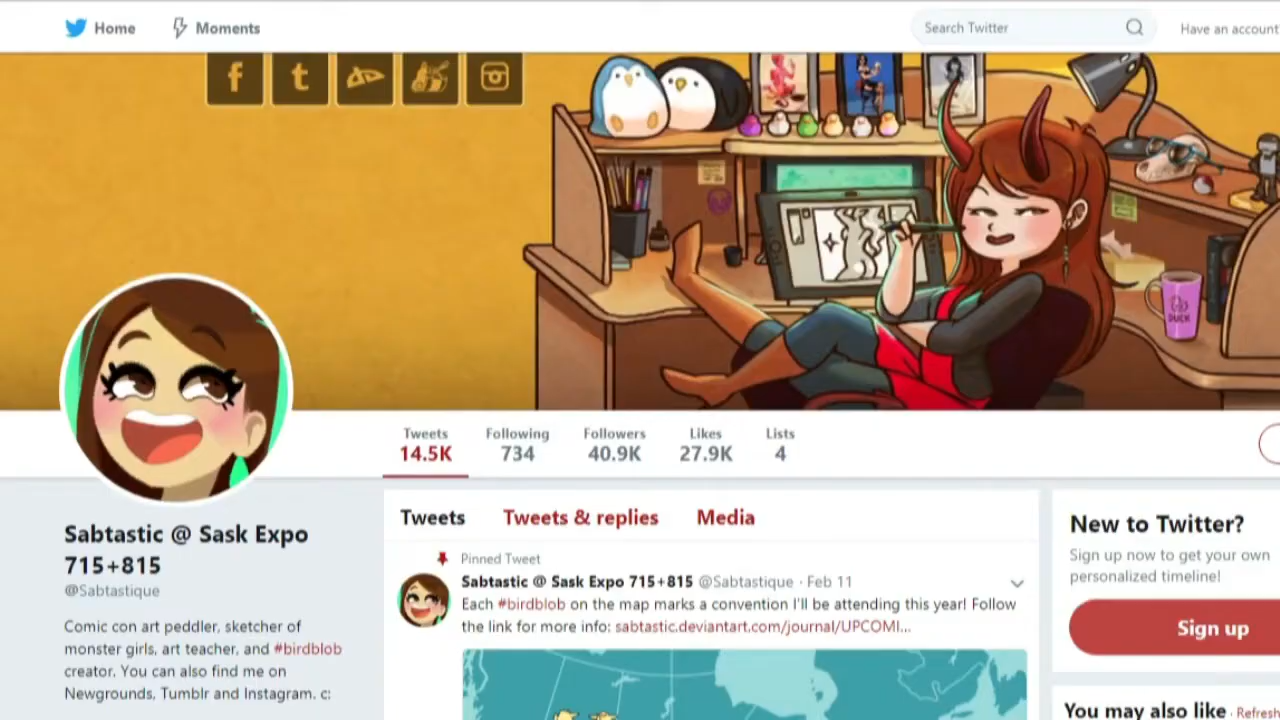 Home
Moments
Search Twitter
Have an account?
DUCK
Tweets
14.5K
Following
734
Followers
40.9K
Likes
27.9K
Lists
4
Sabtastic @ Sask Expo
715+815
@Sabtastique
Comic con art peddler, sketcher of
monster girls, art teacher, and #birdblob
creator. You can also find me on
Newgrounds, Tumblr and Instagram. c:
Tweets
Tweets & replies
Media
Pinned Tweet
Sabtastic @ Sask Expo 715+815 @Sabtastique · Feb 11
Each #birdblob on the map marks a convention I'll be attending this year! Follow
the link for more info: sabtastic.deviantart.com/journal/UPCOMI...
New to Twitter?
Sign up now to get your own
personalized timeline!
Sign up
You may also like · Refresh